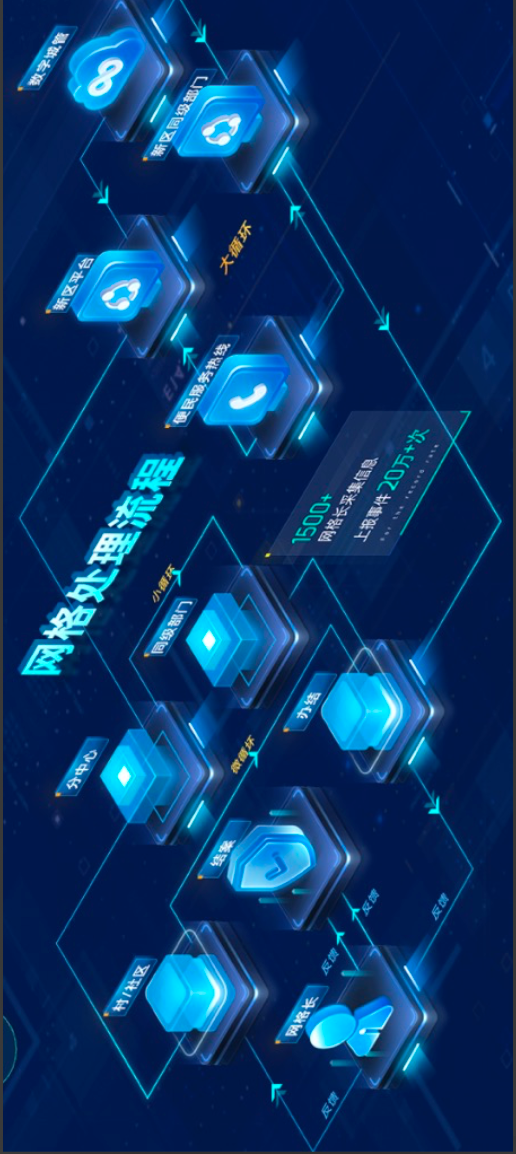 网格处理流程
数字城管
新区同级部门
新区平台
大循环
便民服务热线
1500+
网格长采集信息
上报事件 20万+次
小循环
同级部门
分中心
微循环
办结
结案
村/社区
网格长
反馈
反馈
反馈
反馈